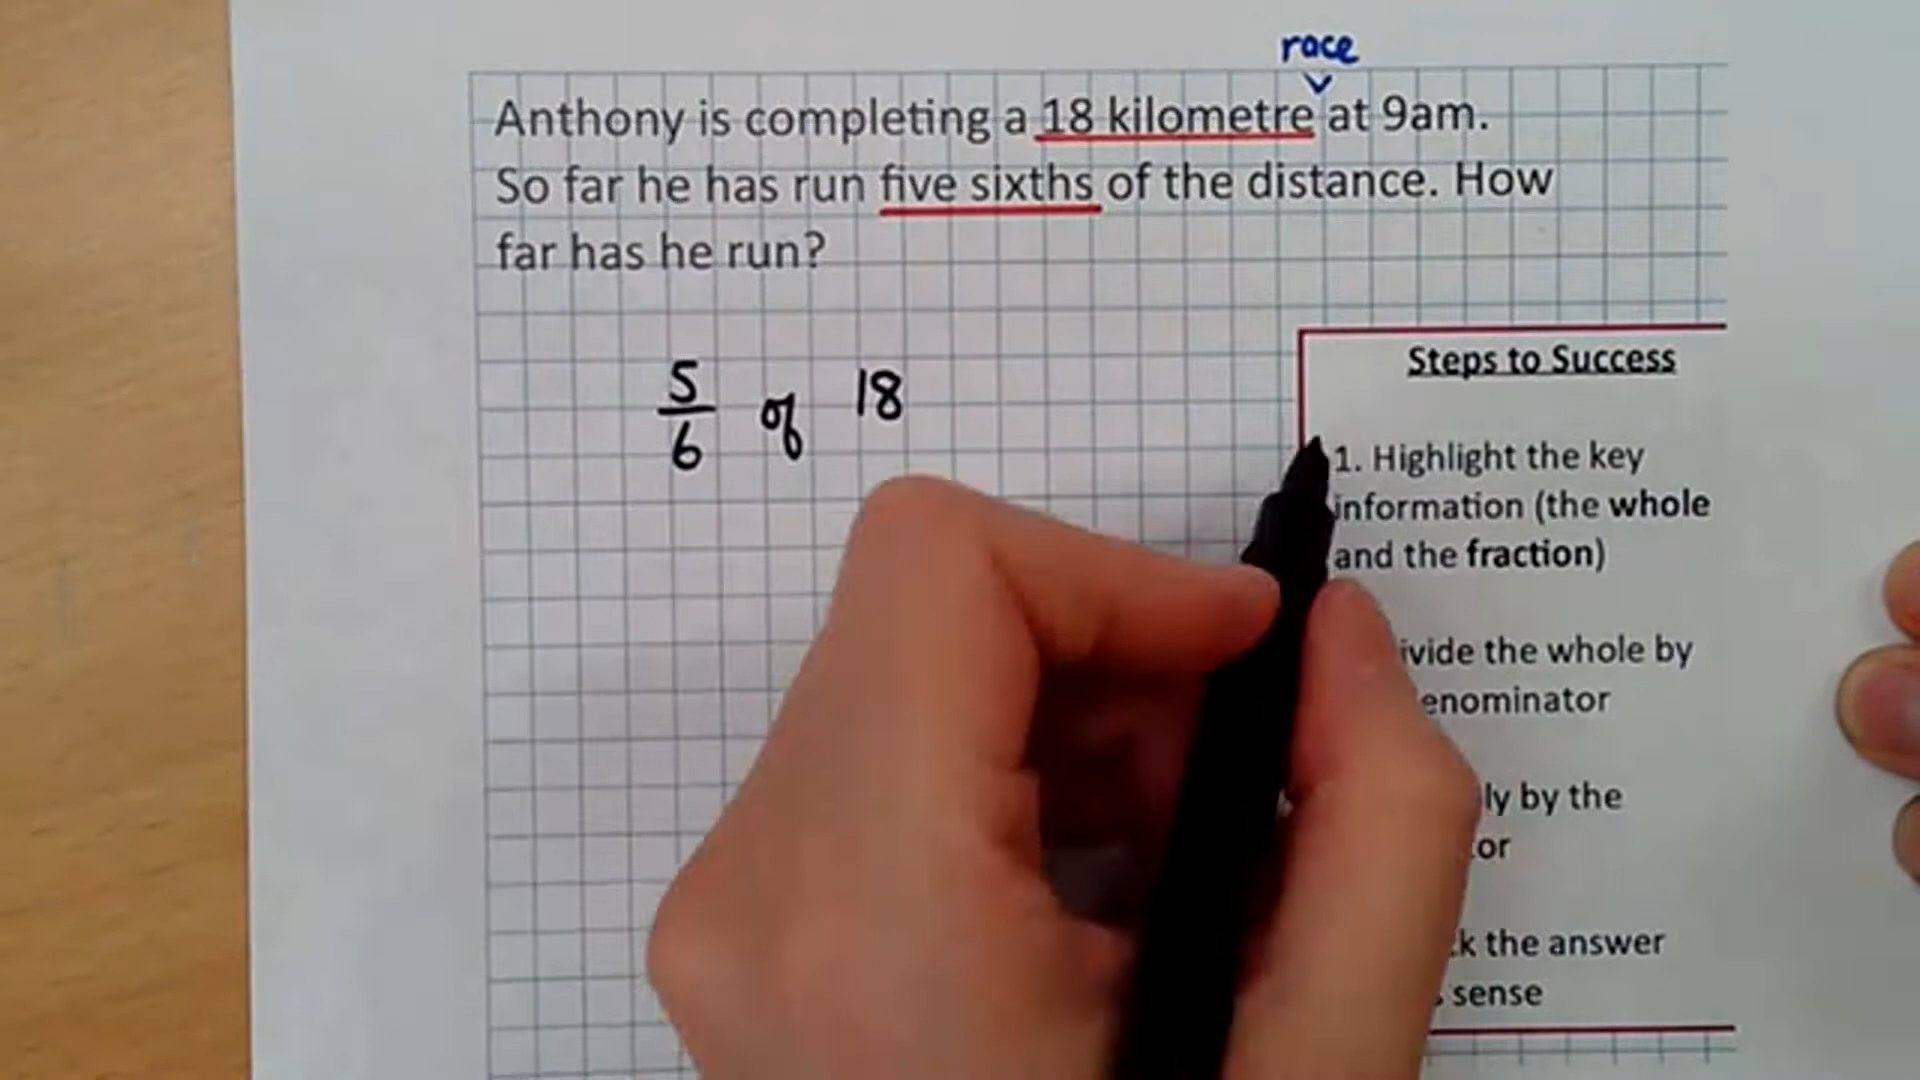 race
Anthony is completing a 18 kilometre at 9am.
So far he has run five sixths of the distance. How
far has he run?
5
6
of 18
Steps to Success
1. Highlight the key
information (the whole
and the fraction)
ivide the whole by
enominator
ly by the
or
k the answer
sense